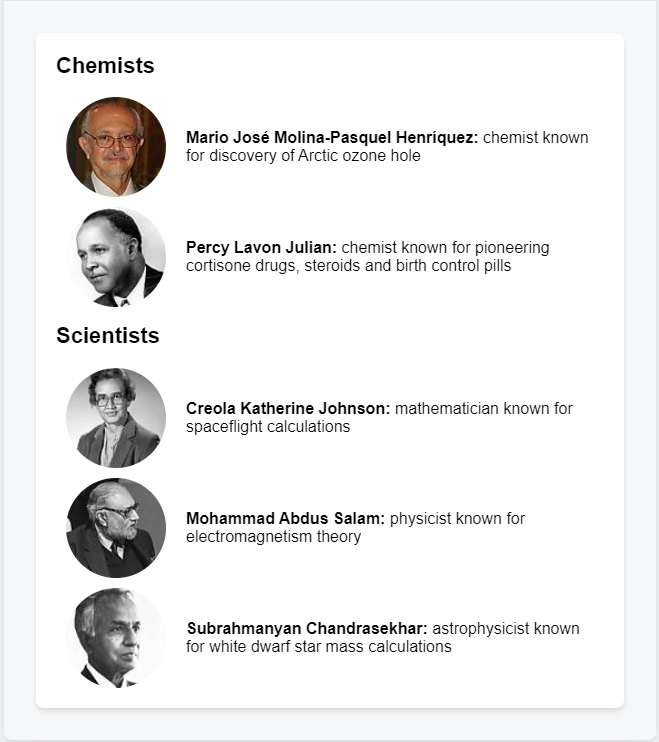 Chemists
Mario José Molina-Pasquel Henríquez: chemist known
for discovery of Arctic ozone hole
Percy Lavon Julian: chemist known for pioneering
cortisone drugs, steroids and birth control pills
Scientists
Creola Katherine Johnson: mathematician known for
spaceflight calculations
Mohammad Abdus Salam: physicist known for
electromagnetism theory
Subrahmanyan Chandrasekhar: astrophysicist known
for white dwarf star mass calculations